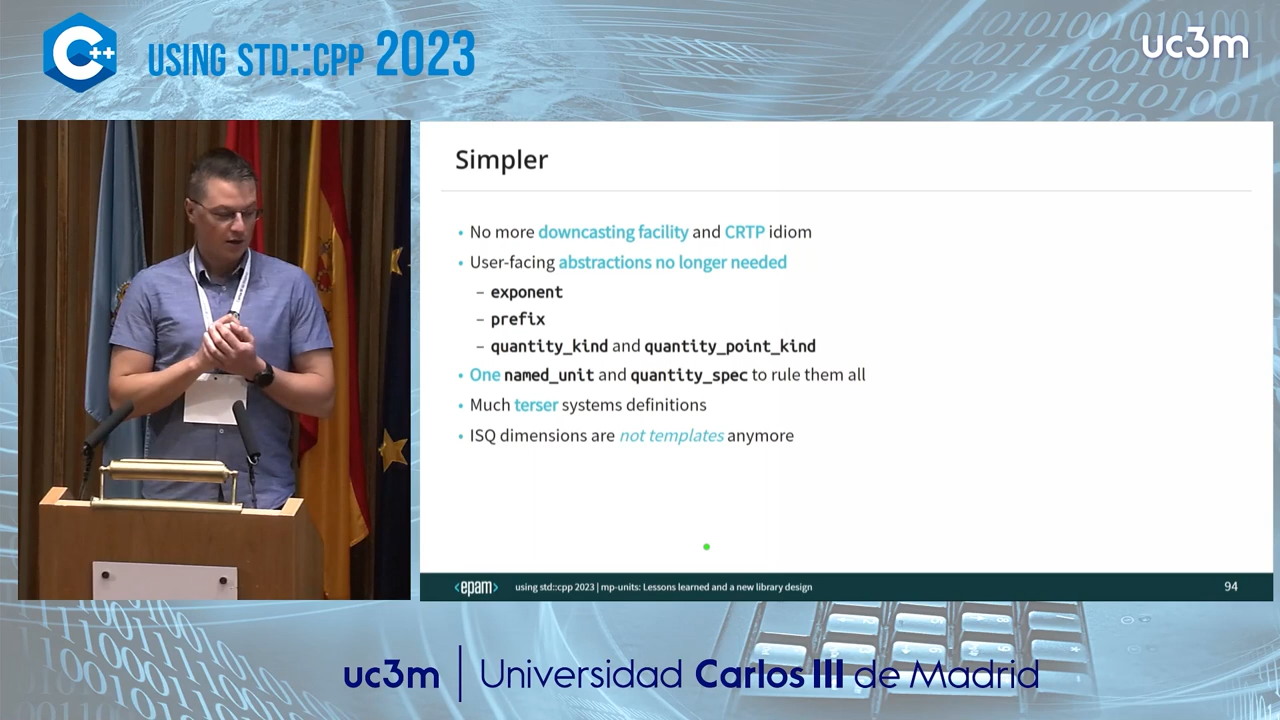 C++
USING STD::CPP 2023
uc3m
Simpler
• No more downcasting facility and CRTP idiom
• User-facing abstractions no longer needed
– exponent
– prefix
– quantity_kind and quantity_point_kind
• One named_unit and quantity_spec to rule them all
• Much terser systems definitions
• ISQ dimensions are not templates anymore
<epam>
using std::cpp 2023 | mp-units: Lessons learned and a new library design
94
uc3m | Universidad Carlos III de Madrid